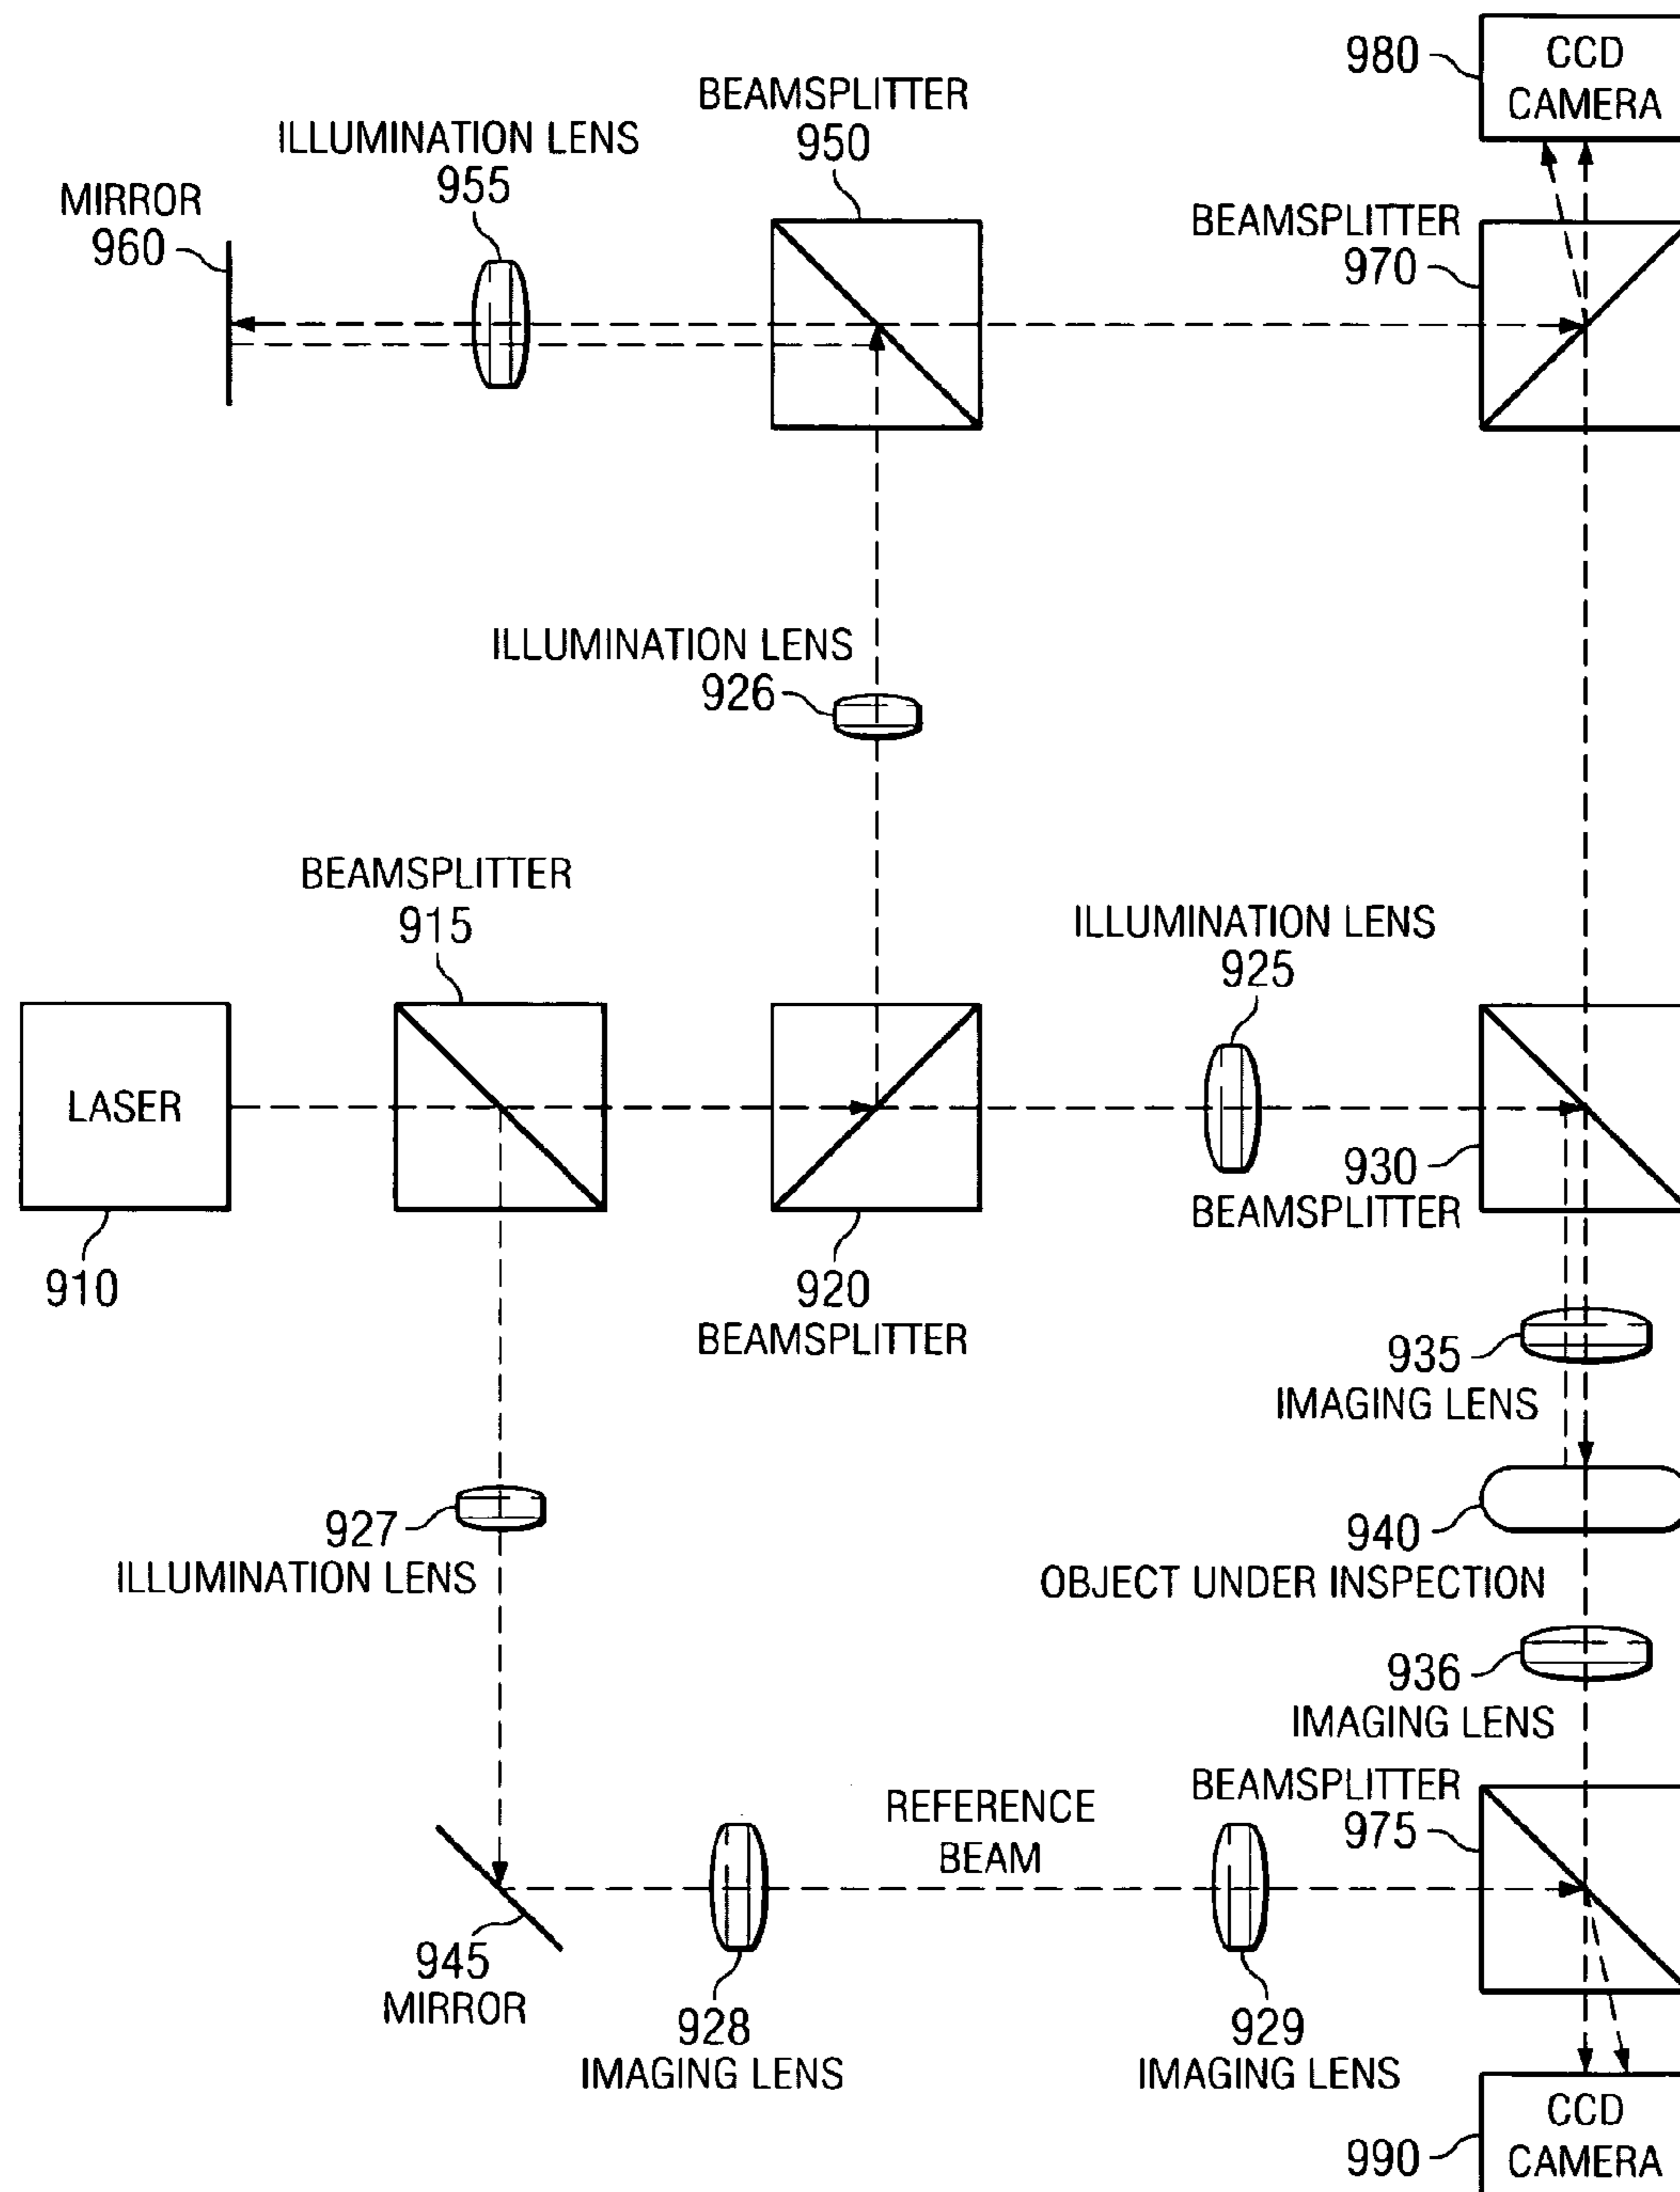 980
CCD
CAMERA
BEAMSPLITTER
950
ILLUMINATION LENS
955
MIRROR
960
BEAMSPLITTER
970
ILLUMINATION LENS
926
BEAMSPLITTER
915
ILLUMINATION LENS
925
LASER
910
920
BEAMSPLITTER
930
BEAMSPLITTER
935
IMAGING LENS
927
ILLUMINATION LENS
940
OBJECT UNDER INSPECTION
936
IMAGING LENS
REFERENCE
BEAM
BEAMSPLITTER
975
945
MIRROR
928
IMAGING LENS
929
IMAGING LENS
CCD
CAMERA
990